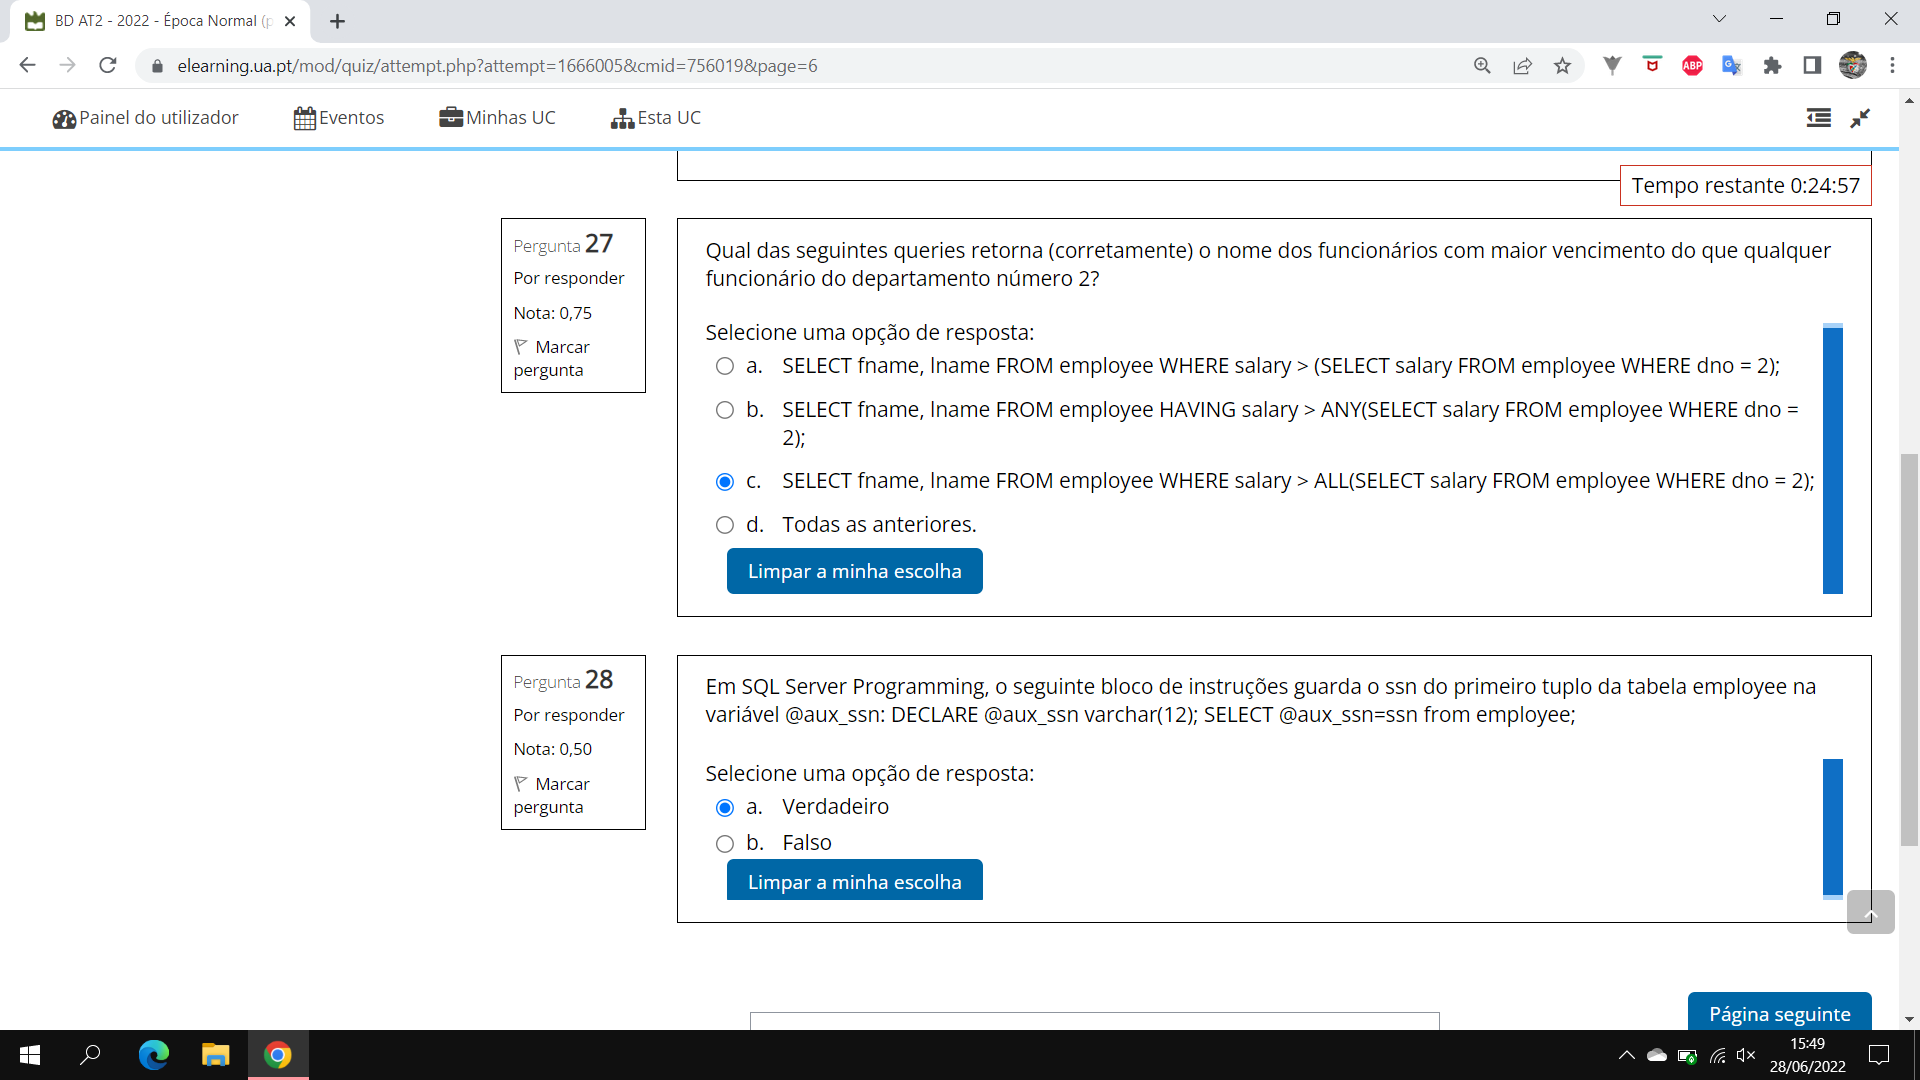 BD AT2 - 2022 - Época Normal (p
elearning.ua.pt/mod/quiz/attempt.php?attempt=1666005&cmid=756019&page=6
ABP
Painel do utilizador
Eventos
Minhas UC
Esta UC
Tempo restante 0:24:57
Pergunta 27
Por responder
Nota: 0,75
Marcar
pergunta
Qual das seguintes queries retorna (corretamente) o nome dos funcionários com maior vencimento do que qualquer
funcionário do departamento número 2?
Selecione uma opção de resposta:
a. SELECT fname, lname FROM employee WHERE salary > (SELECT salary FROM employee WHERE dno = 2);
b. SELECT fname, lname FROM employee HAVING salary > ANY(SELECT salary FROM employee WHERE dno =
2);
c. SELECT fname, lname FROM employee WHERE salary > ALL(SELECT salary FROM employee WHERE dno = 2);
d. Todas as anteriores.
Limpar a minha escolha
Pergunta 28
Por responder
Nota: 0,50
Marcar
pergunta
Em SQL Server Programming, o seguinte bloco de instruções guarda o ssn do primeiro tuplo da tabela employee na
variável @aux_ssn: DECLARE @aux_ssn varchar(12); SELECT @aux_ssn=ssn from employee;
Selecione uma opção de resposta:
a. Verdadeiro
b. Falso
Limpar a minha escolha
Página seguinte
15:49
28/06/2022